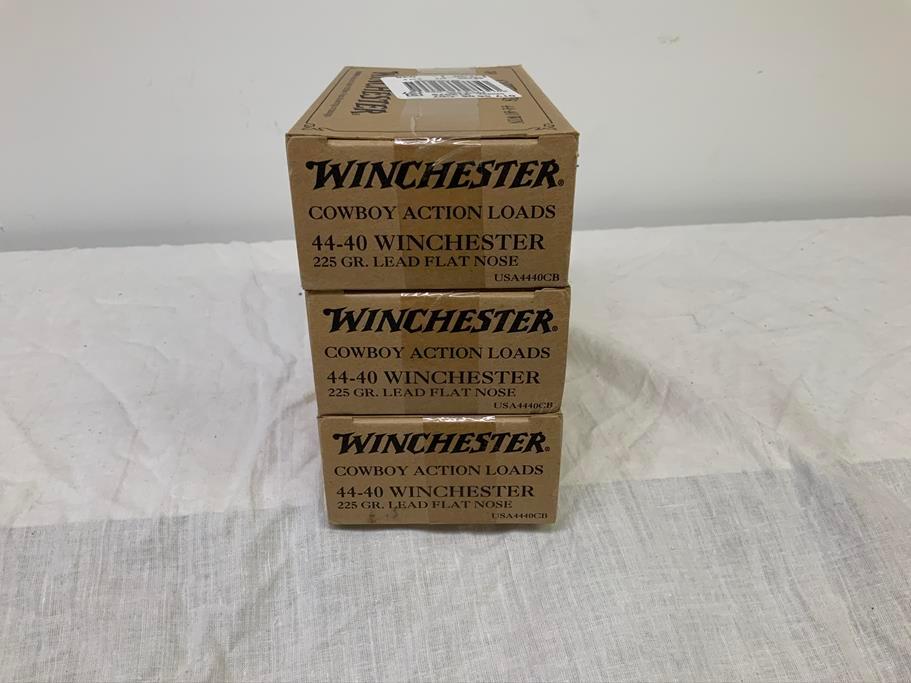 WINCHESTER
WINCHESTER®
COWBOY ACTION LOADS
44-40 WINCHESTER
225 GR. LEAD FLAT NOSE
USA4440CB
WINCHESTER®
COWBOY ACTION LOADS
44-40 WINCHESTER
225 GR. LEAD FLAT NOSE
USA4440CB
WINCHESTER®
COWBOY ACTION LOADS
44-40 WINCHESTER
225 GR. LEAD FLAT NOSE
USA4440CB